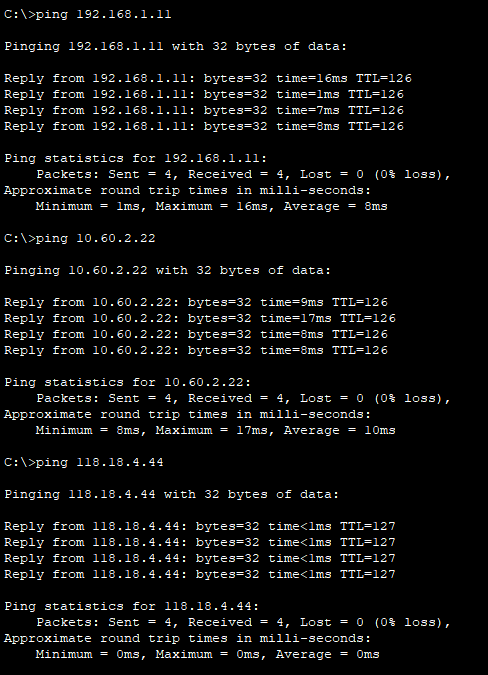 C:\>ping 192.168.1.11
Pinging 192.168.1.11 with 32 bytes of data:
Reply from 192.168.1.11: bytes=32 time=16ms TTL=126
Reply from 192.168.1.11: bytes=32 time=1ms TTL=126
Reply from 192.168.1.11: bytes=32 time=7ms TTL=126
Reply from 192.168.1.11: bytes=32 time=8ms TTL=126
Ping statistics for 192.168.1.11:
    Packets: Sent = 4, Received = 4, Lost = 0 (0% loss),
Approximate round trip times in milli-seconds:
    Minimum = 1ms, Maximum = 16ms, Average = 8ms
C:\>ping 10.60.2.22
Pinging 10.60.2.22 with 32 bytes of data:
Reply from 10.60.2.22: bytes=32 time=9ms TTL=126
Reply from 10.60.2.22: bytes=32 time=17ms TTL=126
Reply from 10.60.2.22: bytes=32 time=8ms TTL=126
Reply from 10.60.2.22: bytes=32 time=8ms TTL=126
Ping statistics for 10.60.2.22:
    Packets: Sent = 4, Received = 4, Lost = 0 (0% loss),
Approximate round trip times in milli-seconds:
    Minimum = 8ms, Maximum = 17ms, Average = 10ms
C:\>ping 118.18.4.44
Pinging 118.18.4.44 with 32 bytes of data:
Reply from 118.18.4.44: bytes=32 time<1ms TTL=127
Reply from 118.18.4.44: bytes=32 time<1ms TTL=127
Reply from 118.18.4.44: bytes=32 time<1ms TTL=127
Reply from 118.18.4.44: bytes=32 time<1ms TTL=127
Ping statistics for 118.18.4.44:
    Packets: Sent = 4, Received = 4, Lost = 0 (0% loss),
Approximate round trip times in milli-seconds:
    Minimum = 0ms, Maximum = 0ms, Average = 0ms